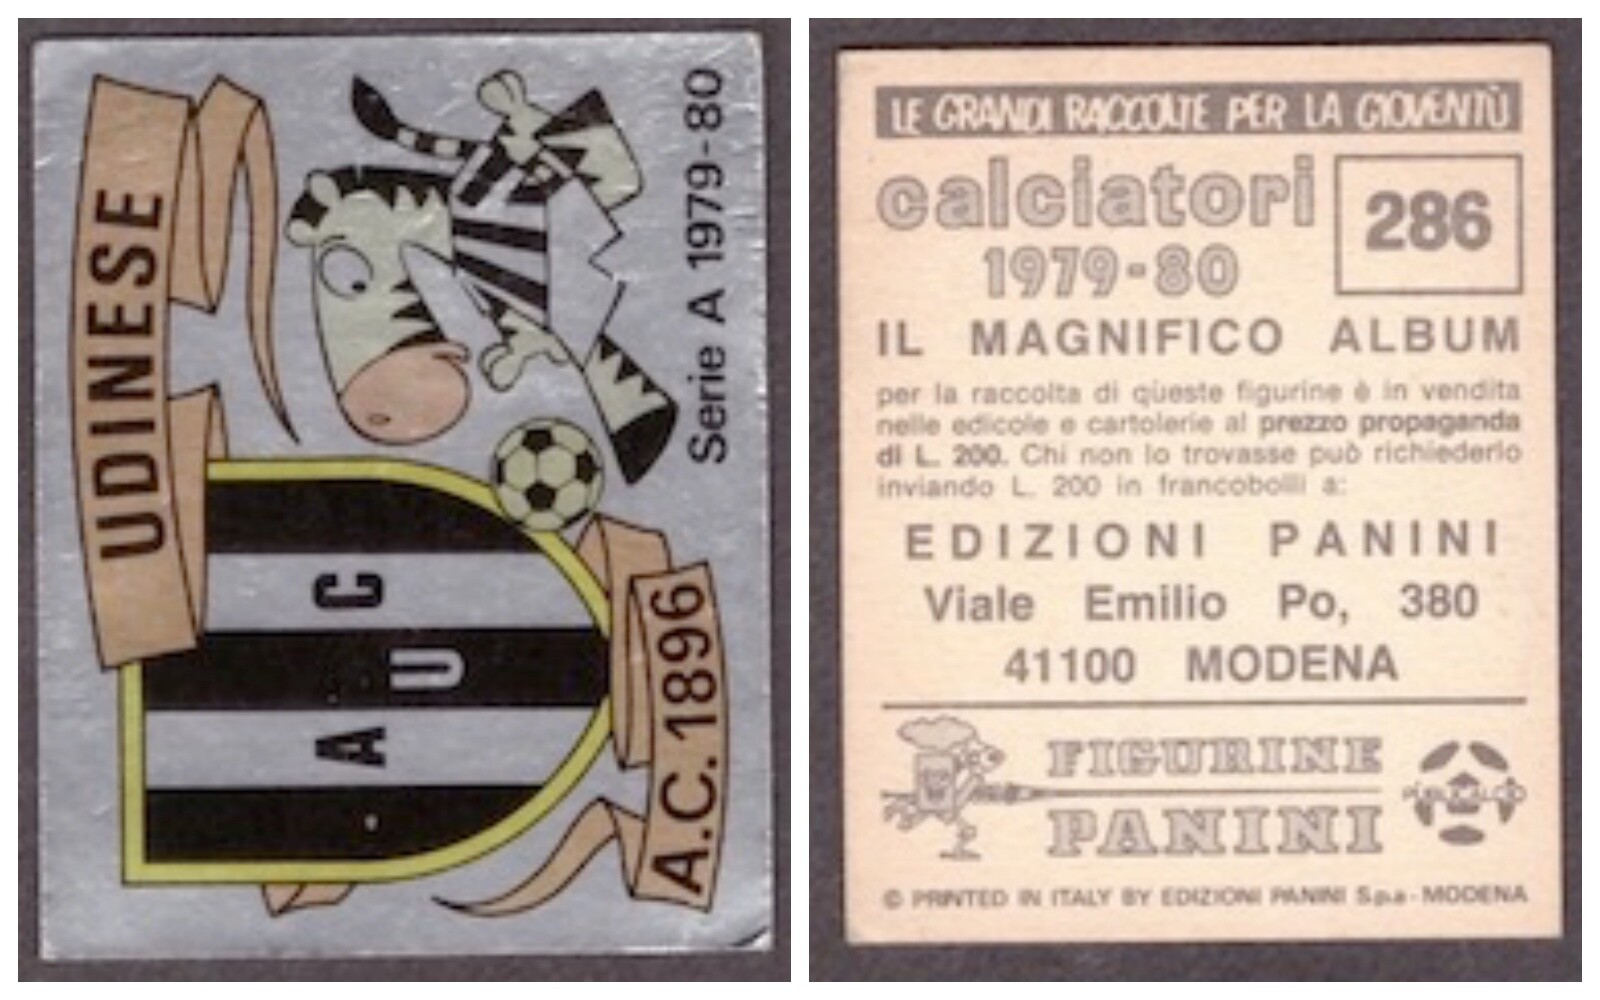 UDINESE
Serie A 1979-80
A U C
A.C. 1896
LE GRANDI RACCOLTE PER LA GIOVENTÙ
calciatori
1979-80
286
IL MAGNIFICO ALBUM
per la raccolta di queste figurine è in vendita
nelle edicole e cartolerie al prezzo propaganda
di L. 200. Chi non lo trovasse può richiederlo
inviando L. 200 in francobolli a:
EDIZIONI PANINI
Viale Emilio Po, 380
41100 MODENA
FIGURINE
PANINI
© PRINTED IN ITALY BY EDIZIONI PANINI S.p.a - MODENA